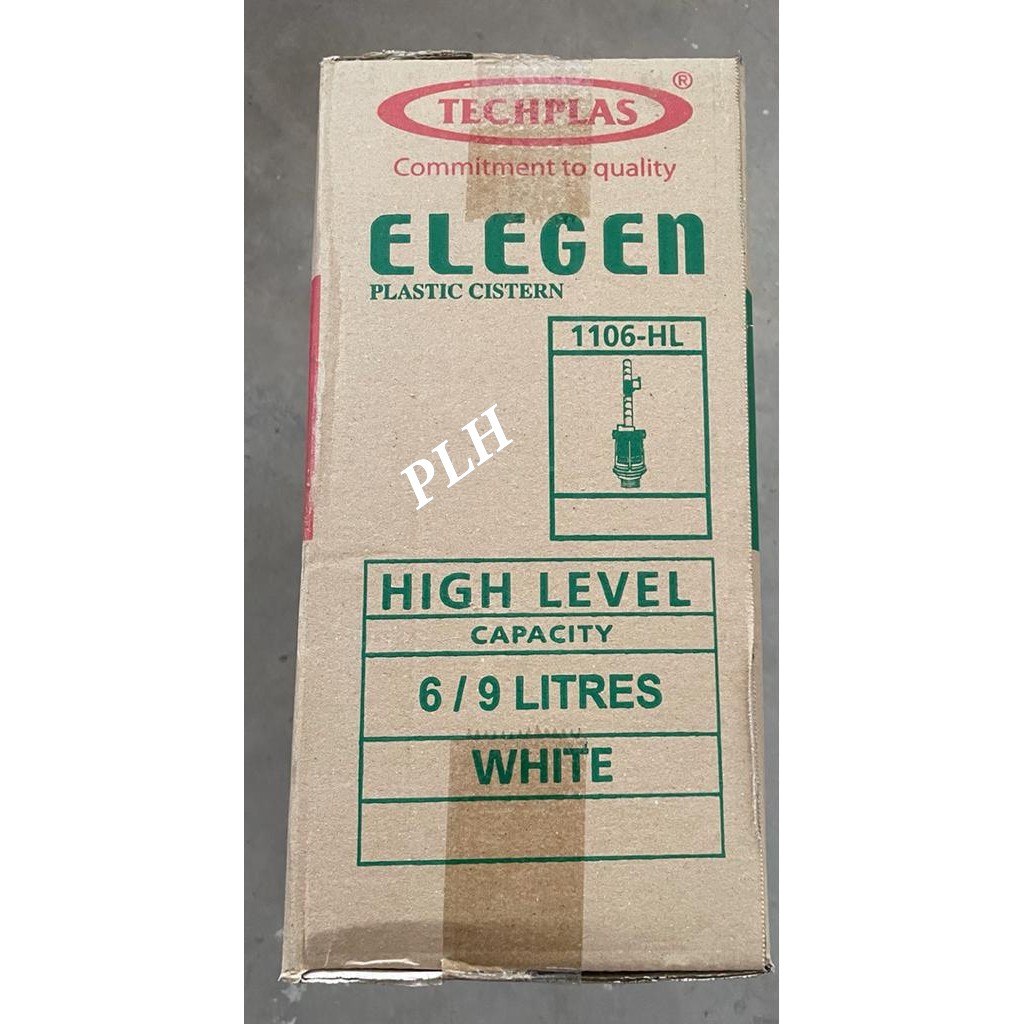 TECHPLAS®
Commitment to quality
ELEGEN
PLASTIC CISTERN
1106-HL
PLH
HIGH LEVEL
CAPACITY
6 / 9 LITRES
WHITE